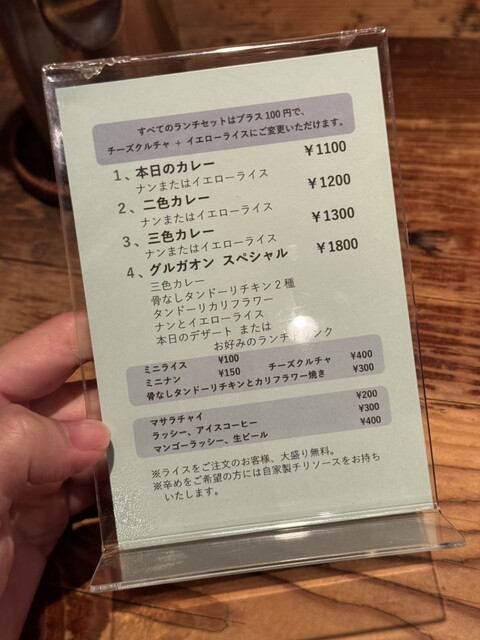 すべてのランチセットはプラス100円で、
チーズクルチャ + イエローライスにご変更いただけます。
1、本日のカレー ￥1100
ナンまたはイエローライス
2、二色カレー ￥1200
ナンまたはイエローライス
3、三色カレー ￥1300
ナンまたはイエローライス
4、グルガオン スペシャル ￥1800
三色カレー
骨なしタンドーリチキン2種
タンドーリカリフラワー
ナンとイエローライス
本日のデザート または
お好みのランチドリンク
ミニライス ¥100
ミニナン ¥150 チーズクルチャ ¥400
骨なしタンドーリチキンとカリフラワー焼き ¥300
マサラチャイ ¥200
ラッシー、アイスコーヒー ¥300
マンゴーラッシー、生ビール ¥400
※ライスをご注文のお客様、大盛り無料。
※辛めをご希望の方には自家製チリソースをお持ち
いたします。